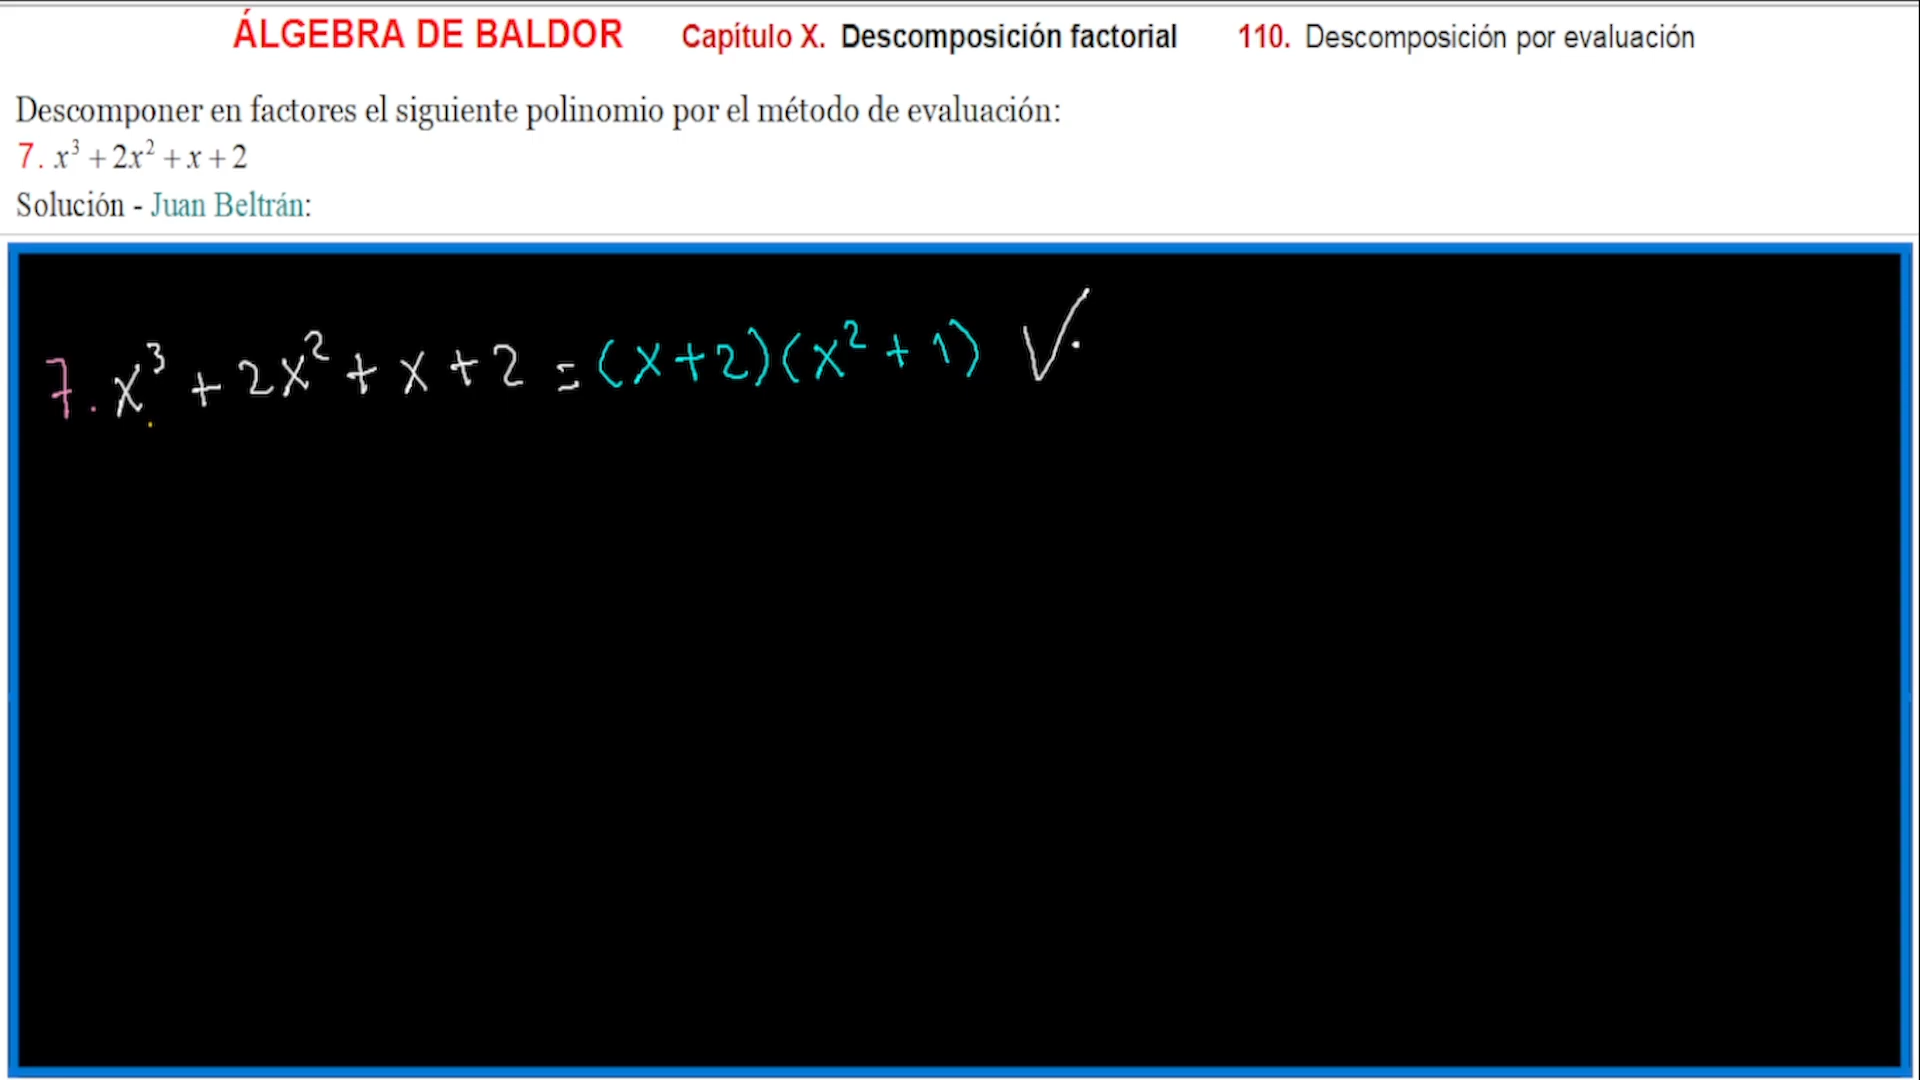 ÁLGEBRA DE BALDOR Capítulo X. Descomposición factorial 110. Descomposición por evaluación
Descomponer en factores el siguiente polinomio por el método de evaluación:
7. x³ + 2x² + x + 2
Solución - Juan Beltrán:
7. x³ + 2x² + x + 2 = (x+2)(x² + 1) ✓.